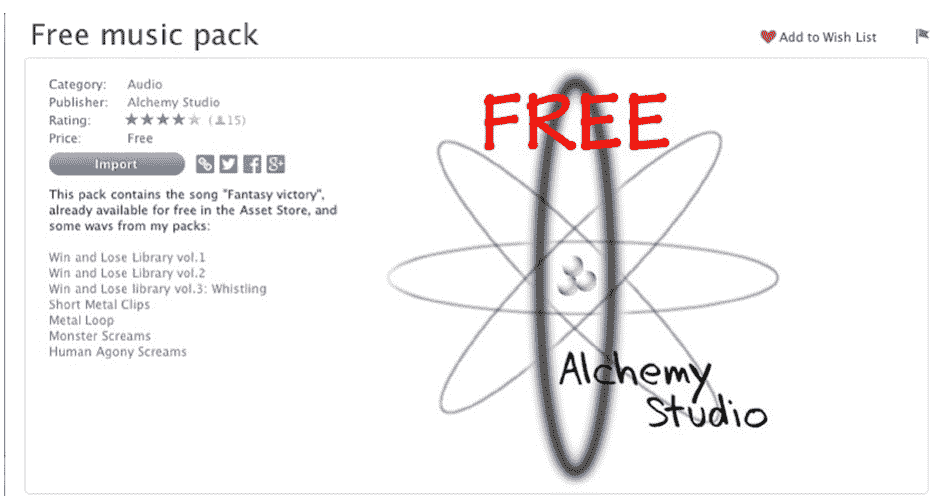 Free music pack
Add to Wish List
Category: Audio
Publisher: Alchemy Studio
Rating: (15)
Price: Free
Import
This pack contains the song "Fantasy victory",
already available for free in the Asset Store, and
some wavs from my packs:
Win and Lose Library vol.1
Win and Lose Library vol.2
Win and Lose library vol.3: Whistling
Short Metal Clips
Metal Loop
Monster Screams
Human Agony Screams
FREE
Alchemy
Studio